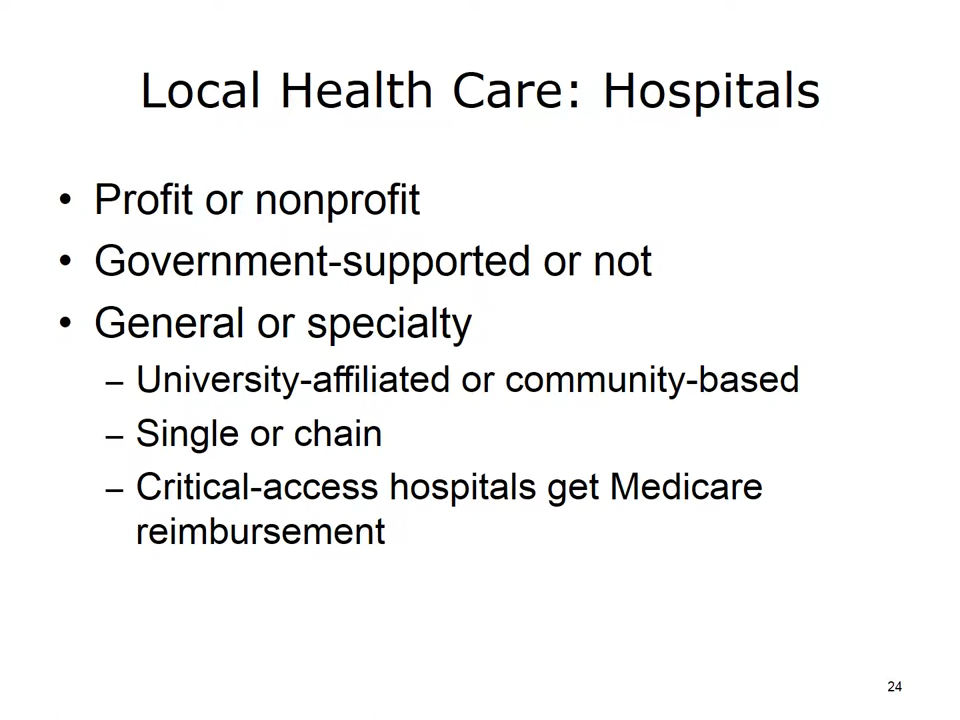 Local Health Care: Hospitals
• Profit or nonprofit
• Government-supported or not
• General or specialty
– University-affiliated or community-based
– Single or chain
– Critical-access hospitals get Medicare
reimbursement
24